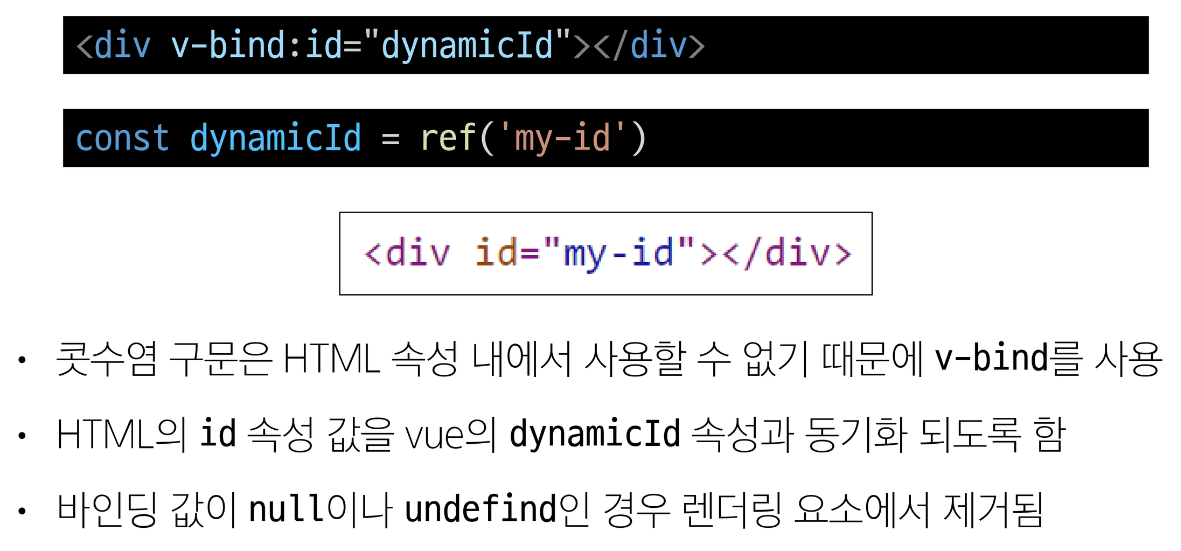 <div v-bind:id="dynamicId"></div>
const dynamicId = ref('my-id')
<div id="my-id"></div>
• 콧수염 구문은 HTML 속성 내에서 사용할 수 없기 때문에 v-bind를 사용
• HTML의 id 속성 값을 vue의 dynamicId 속성과 동기화 되도록 함
• 바인딩 값이 null이나 undefind인 경우 렌더링 요소에서 제거됨